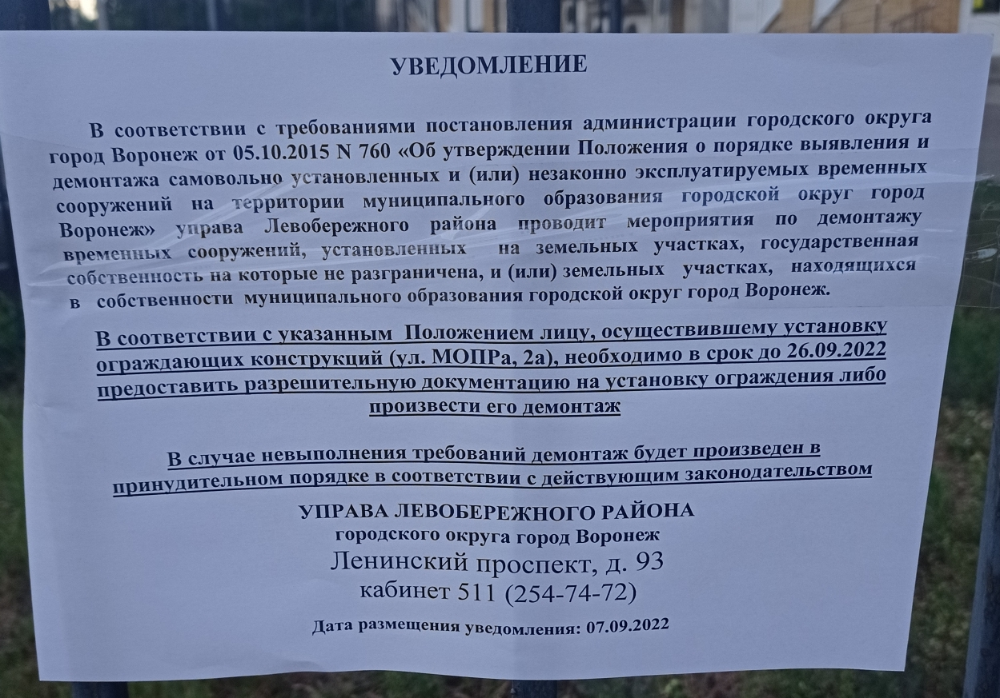 УВЕДОМЛЕНИЕ
В соответствии с требованиями постановления администрации городского округа
город Воронеж от 05.10.2015 N 760 «Об утверждении Положения о порядке выявления и
демонтажа самовольно установленных и (или) незаконно эксплуатируемых временных
сооружений на территории муниципального образования городской округ город
Воронеж» управа Левобережного района проводит мероприятия по демонтажу
временных сооружений, установленных на земельных участках, государственная
собственность на которые не разграничена, и (или) земельных участках, находящихся
в собственности муниципального образования городской округ город Воронеж.
В соответствии с указанным Положением лицу, осуществившему установку
ограждающих конструкций (ул. МОПРа, 2а), необходимо в срок до 26.09.2022
предоставить разрешительную документацию на установку ограждения либо
произвести его демонтаж
В случае невыполнения требований демонтаж будет произведен в
принудительном порядке в соответствии с действующим законодательством
УПРАВА ЛЕВОБЕРЕЖНОГО РАЙОНА
городского округа город Воронеж
Ленинский проспект, д. 93
кабинет 511 (254-74-72)
Дата размещения уведомления: 07.09.2022